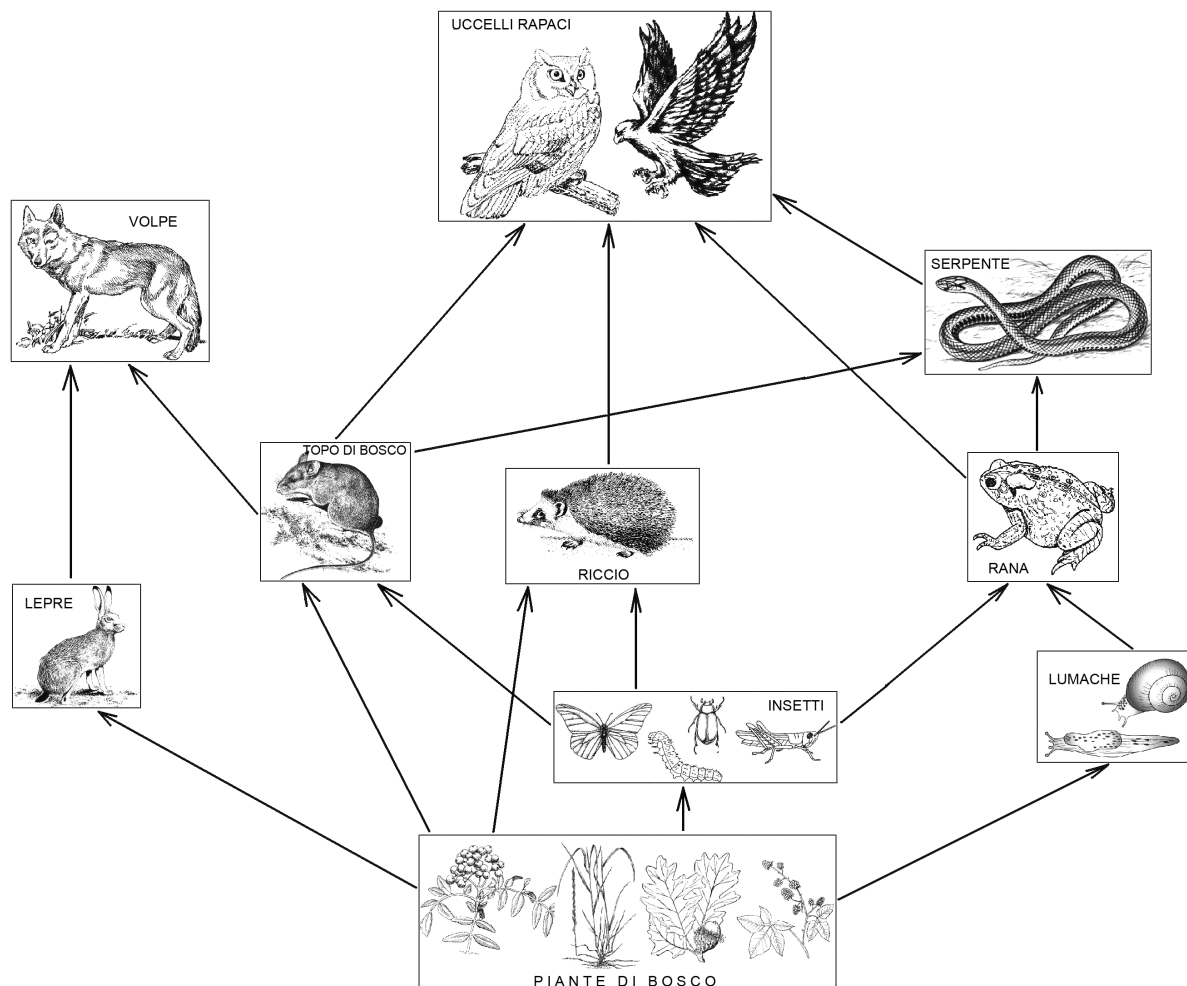 UCCELLI RAPACI
VOLPE
SERPENTE
TOPO DI BOSCO
RICCIO
RANA
LEPRE
LUMACHE
INSETTI
PIANTE DI BOSCO